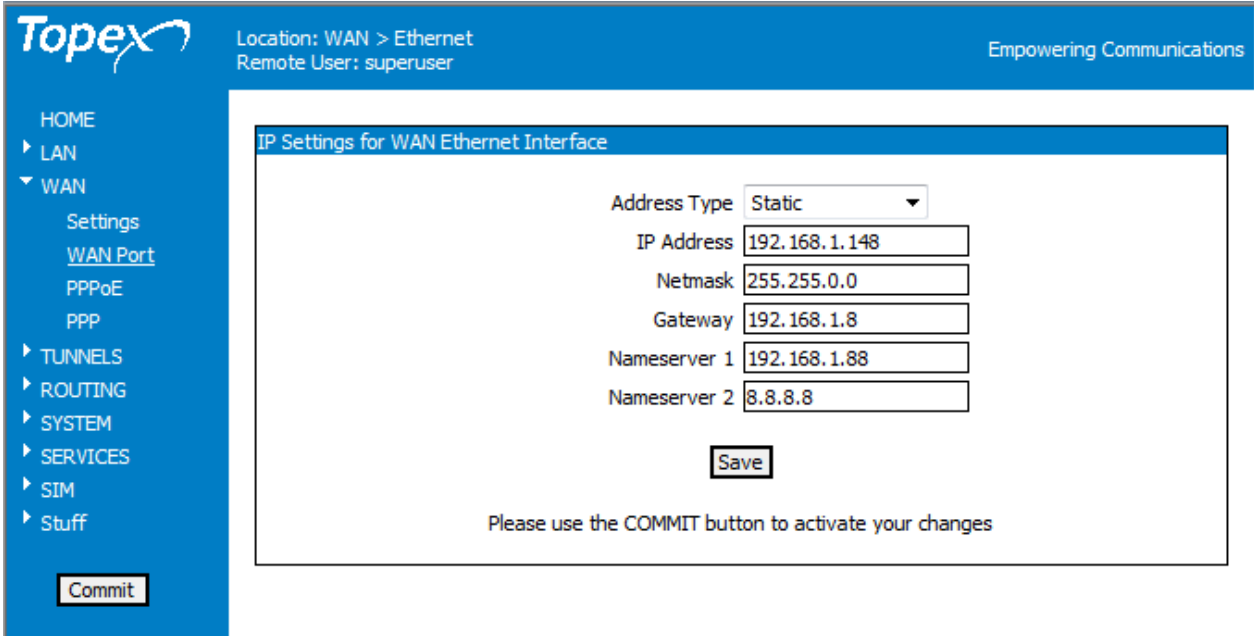 Topex
Location: WAN > Ethernet
Remote User: superuser
Empowering Communications
HOME
LAN
WAN
Settings
WAN Port
PPPoE
PPP
TUNNELS
ROUTING
SYSTEM
SERVICES
SIM
Stuff
Commit
IP Settings for WAN Ethernet Interface
Address Type Static
IP Address 192.168.1.148
Netmask 255.255.0.0
Gateway 192.168.1.8
Nameserver 1 192.168.1.88
Nameserver 2 8.8.8.8
Save
Please use the COMMIT button to activate your changes